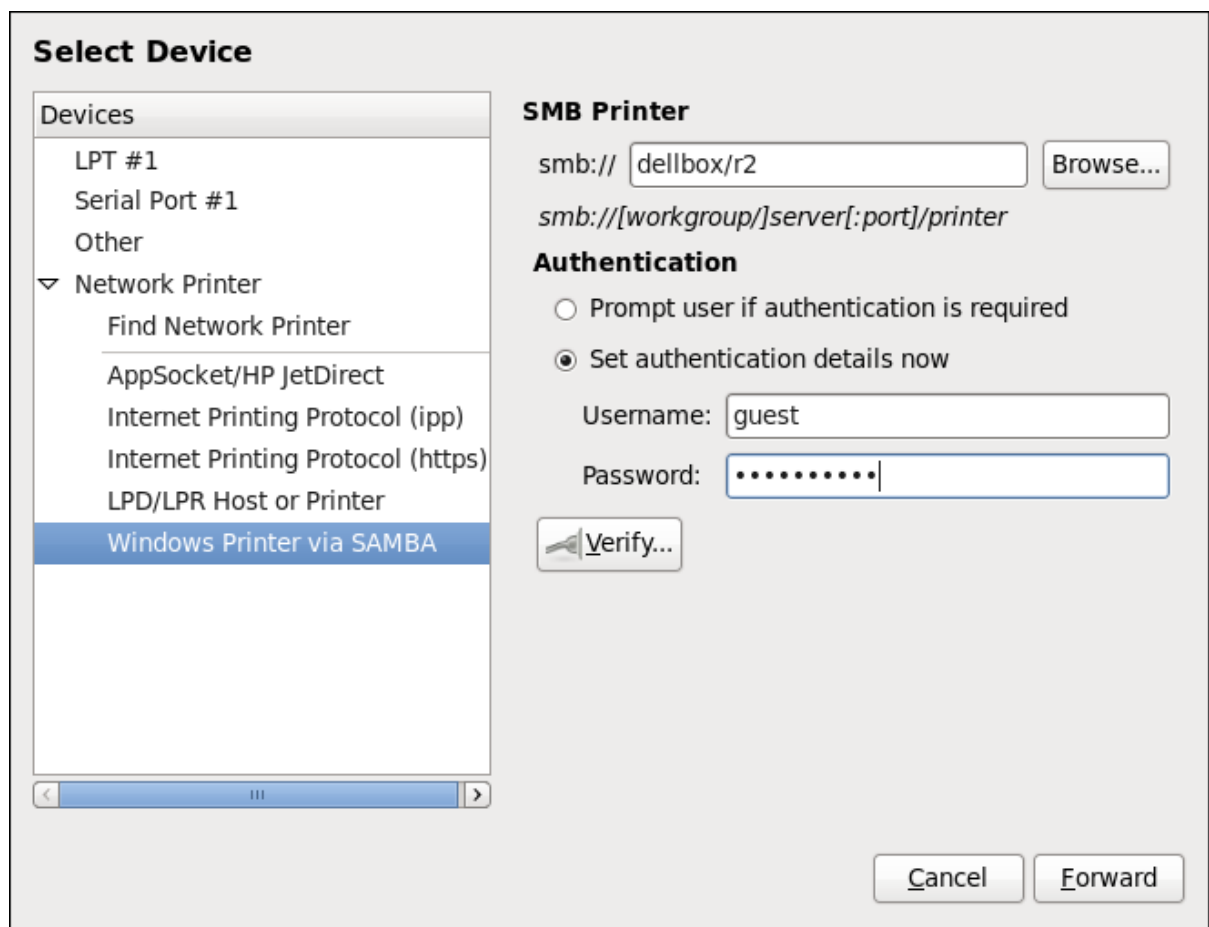 Select Device
Devices
LPT #1
Serial Port #1
Other
Network Printer
Find Network Printer
AppSocket/HP JetDirect
Internet Printing Protocol (ipp)
Internet Printing Protocol (https)
LPD/LPR Host or Printer
Windows Printer via SAMBA
SMB Printer
smb:// dellbox/r2 Browse...
smb://[workgroup/]server[:port]/printer
Authentication
Prompt user if authentication is required
Set authentication details now
Username: guest
Password: ••••••••••
Verify...
Cancel Forward